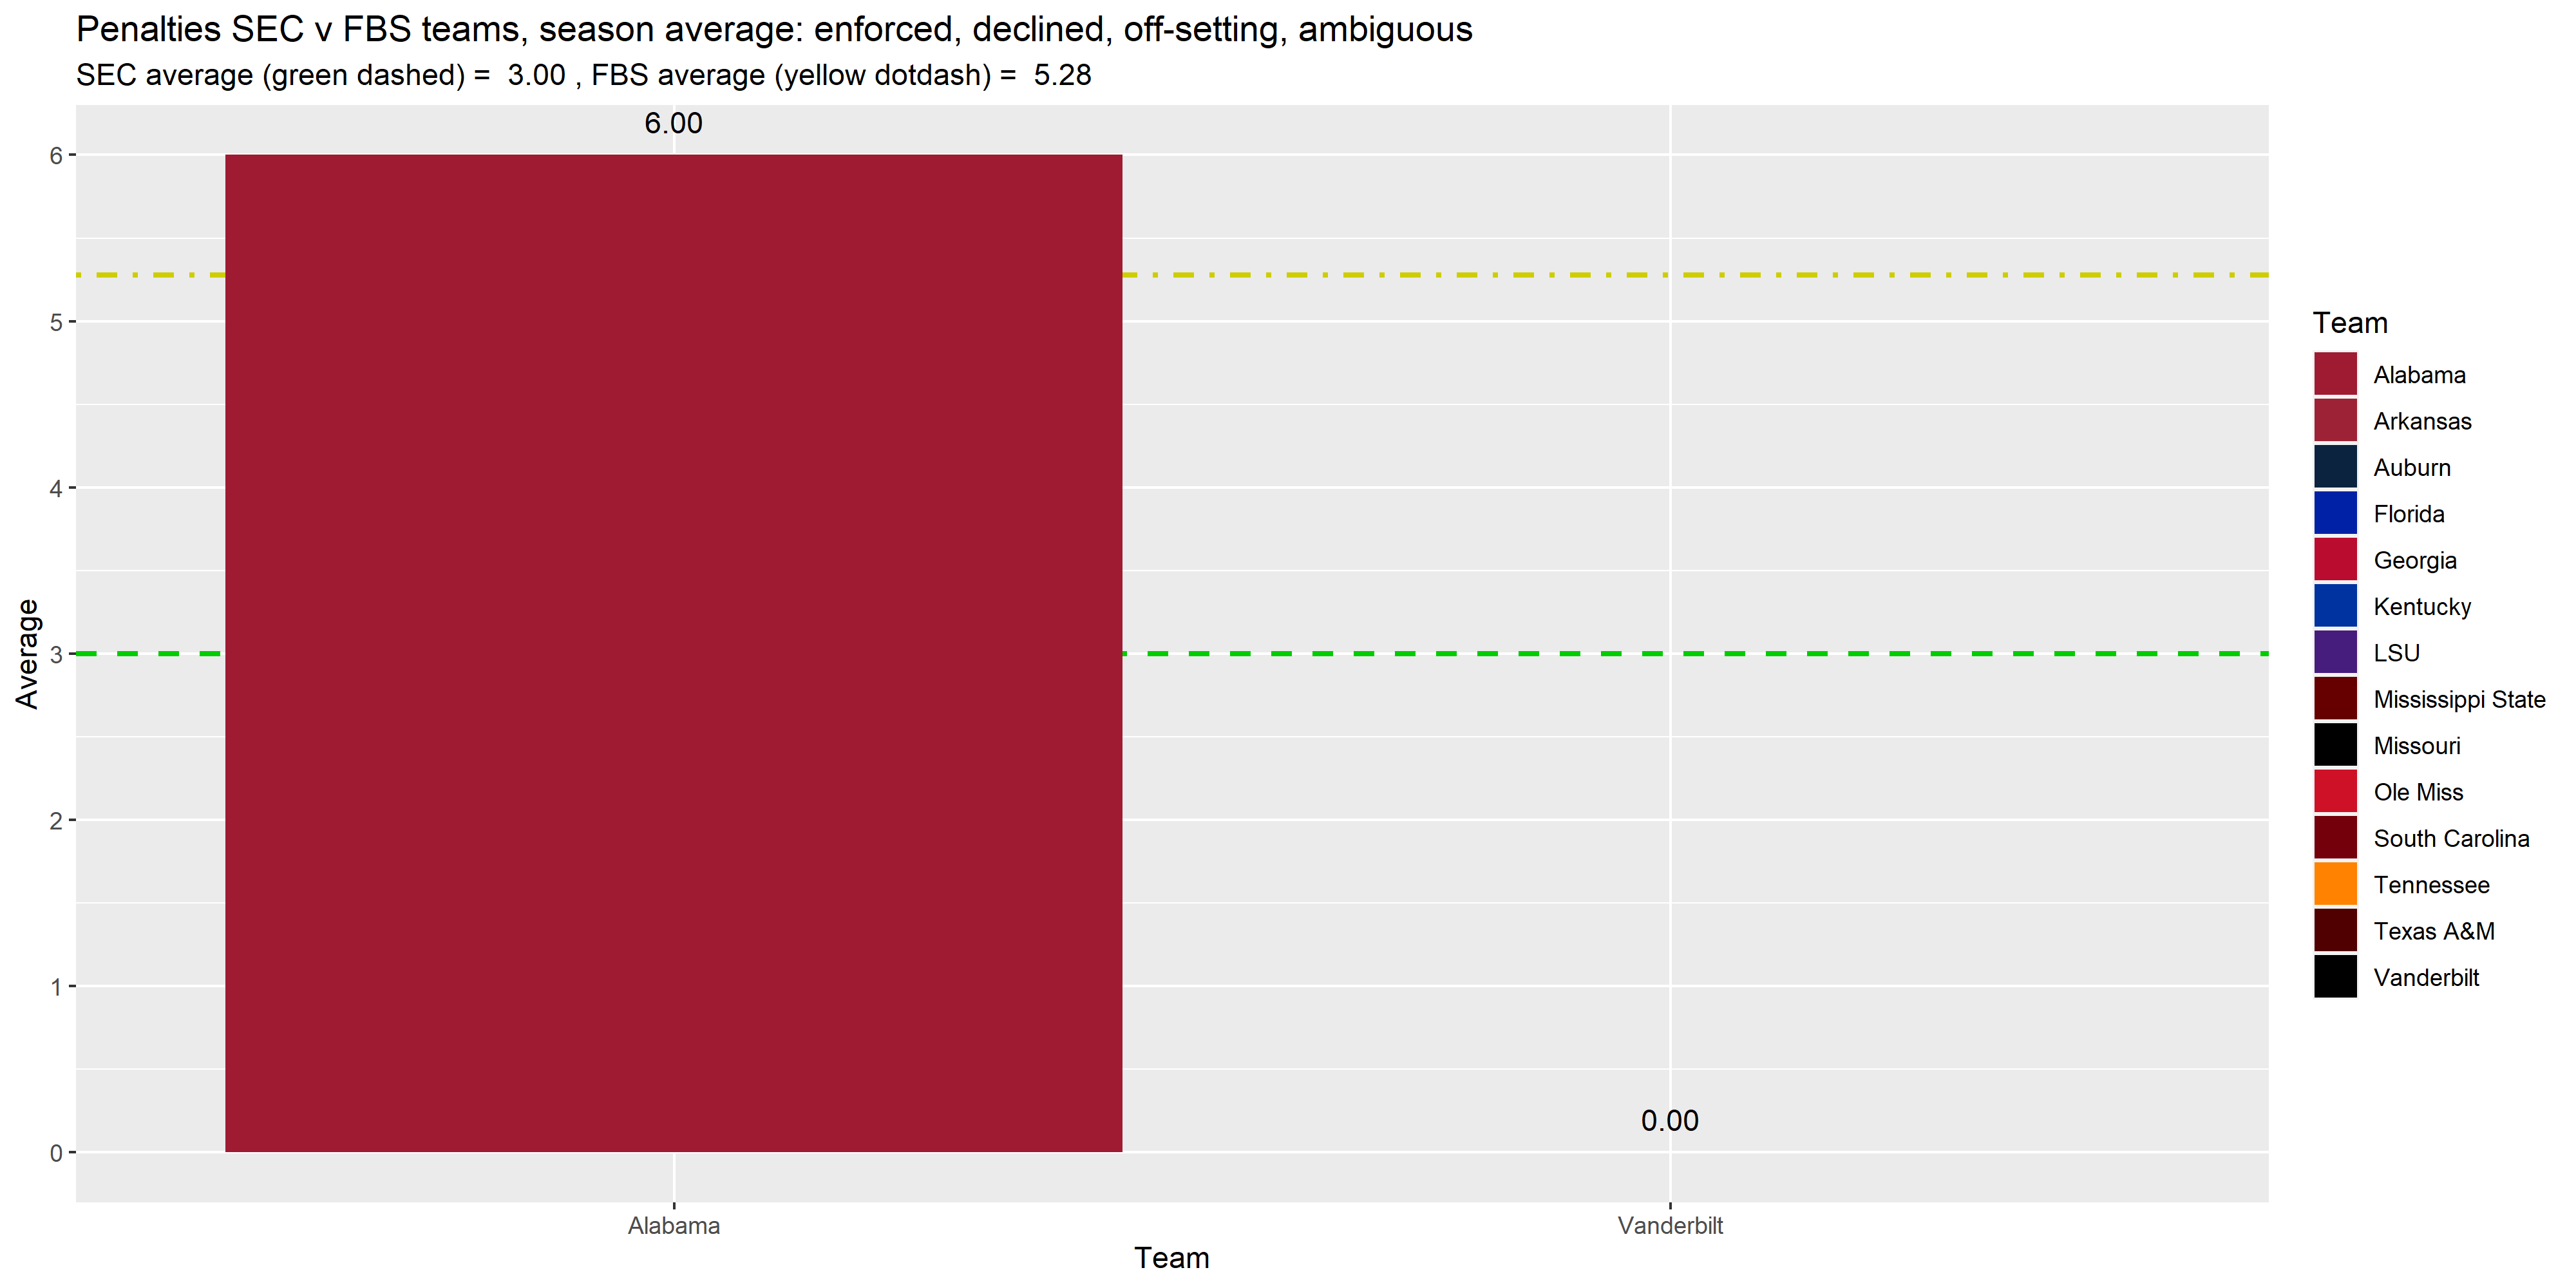 Penalties SEC v FBS teams, season average: enforced, declined, off-setting, ambiguous
SEC average (green dashed) =  3.00 , FBS average (yellow dotdash) =  5.28
6.00
0.00
6
5
4
3
2
1
0
Average
Alabama
Vanderbilt
Team
Team
Alabama
Arkansas
Auburn
Florida
Georgia
Kentucky
LSU
Mississippi State
Missouri
Ole Miss
South Carolina
Tennessee
Texas A&M
Vanderbilt